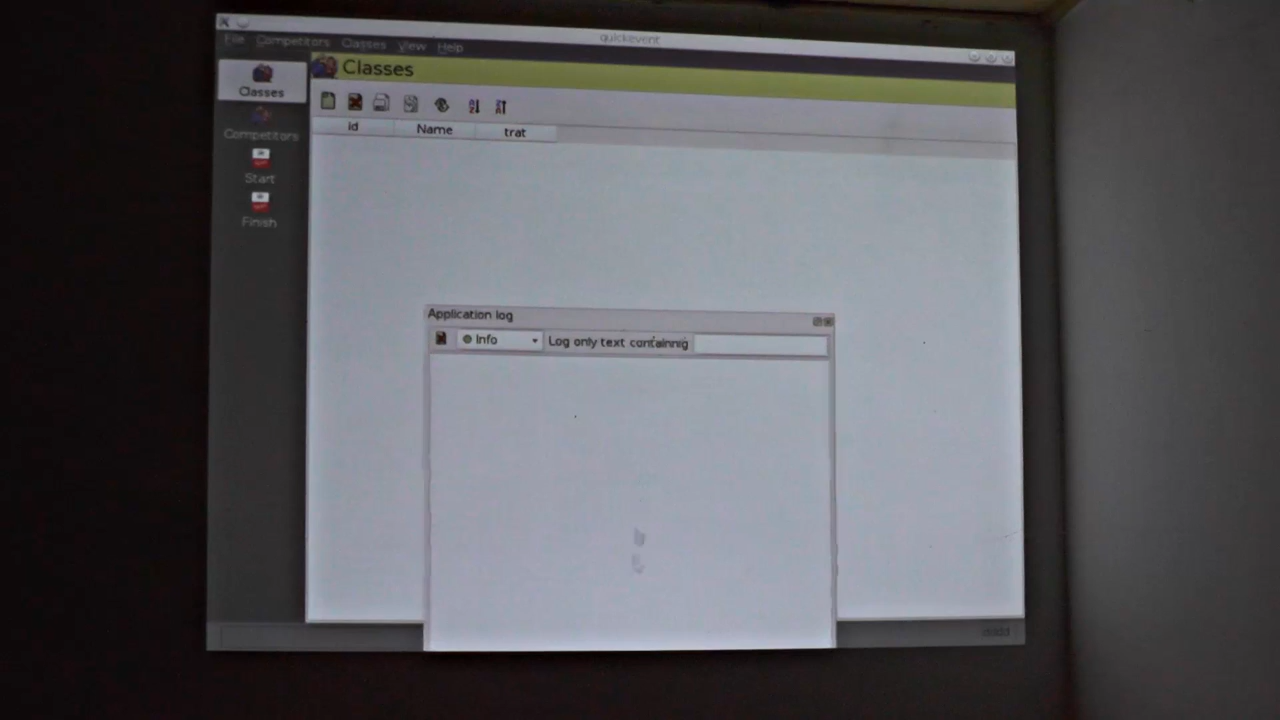 quickevent
File Competitors Classes View Help
Classes
Classes
Competitors
Start
Finish
id Name trat
Application log
Info Log only text containnig